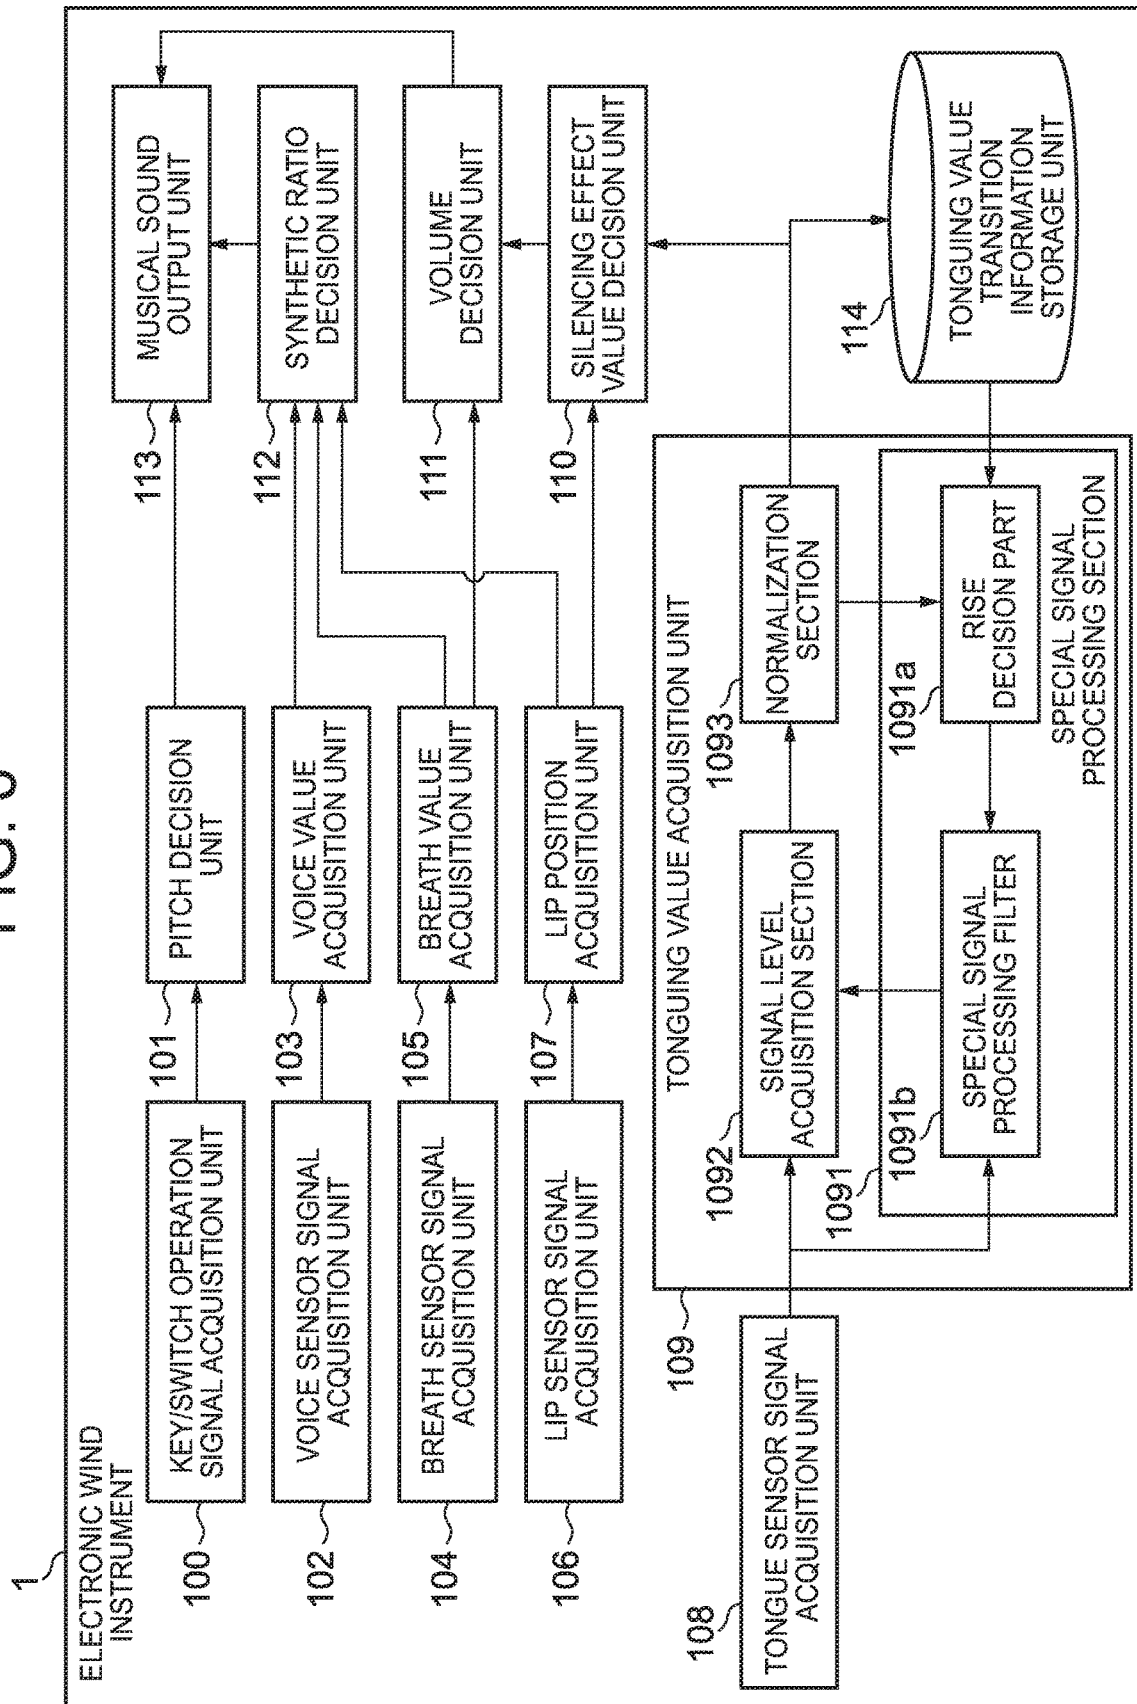 FIG.
1
ELECTRONIC WIND
INSTRUMENT
100
KEY/SWITCH OPERATION
SIGNAL ACQUISITION UNIT
101
PITCH DECISION
UNIT
113
MUSICAL SOUND
OUTPUT UNIT
102
VOICE SENSOR SIGNAL
ACQUISITION UNIT
103
VOICE VALUE
ACQUISITION UNIT
112
SYNTHETIC RATIO
DECISION UNIT
104
BREATH SENSOR SIGNAL
ACQUISITION UNIT
105
BREATH VALUE
ACQUISITION UNIT
111
VOLUME
DECISION UNIT
106
LIP SENSOR SIGNAL
ACQUISITION UNIT
107
LIP POSITION
ACQUISITION UNIT
110
SILENCING EFFECT
VALUE DECISION UNIT
108
TONGUE SENSOR SIGNAL
ACQUISITION UNIT
109
TONGUING VALUE ACQUISITION UNIT
1092
SIGNAL LEVEL
ACQUISITION SECTION
1093
NORMALIZATION
SECTION
1091
1091b
SPECIAL SIGNAL
PROCESSING FILTER
1091a
RISE
DECISION PART
SPECIAL SIGNAL
PROCESSING SECTION
114
TONGUING VALUE
TRANSITION
INFORMATION
STORAGE UNIT